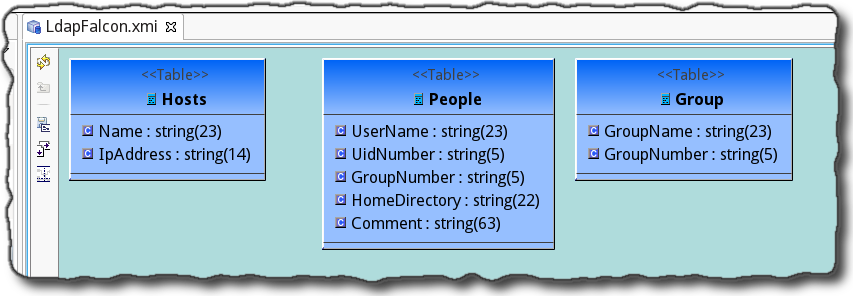 LdapFalcon.xmi
<<Table>>
Hosts
Name : string(23)
IpAddress : string(14)
<<Table>>
People
UserName : string(23)
UidNumber : string(5)
GroupNumber : string(5)
HomeDirectory : string(22)
Comment : string(63)
<<Table>>
Group
GroupName : string(23)
GroupNumber : string(5)